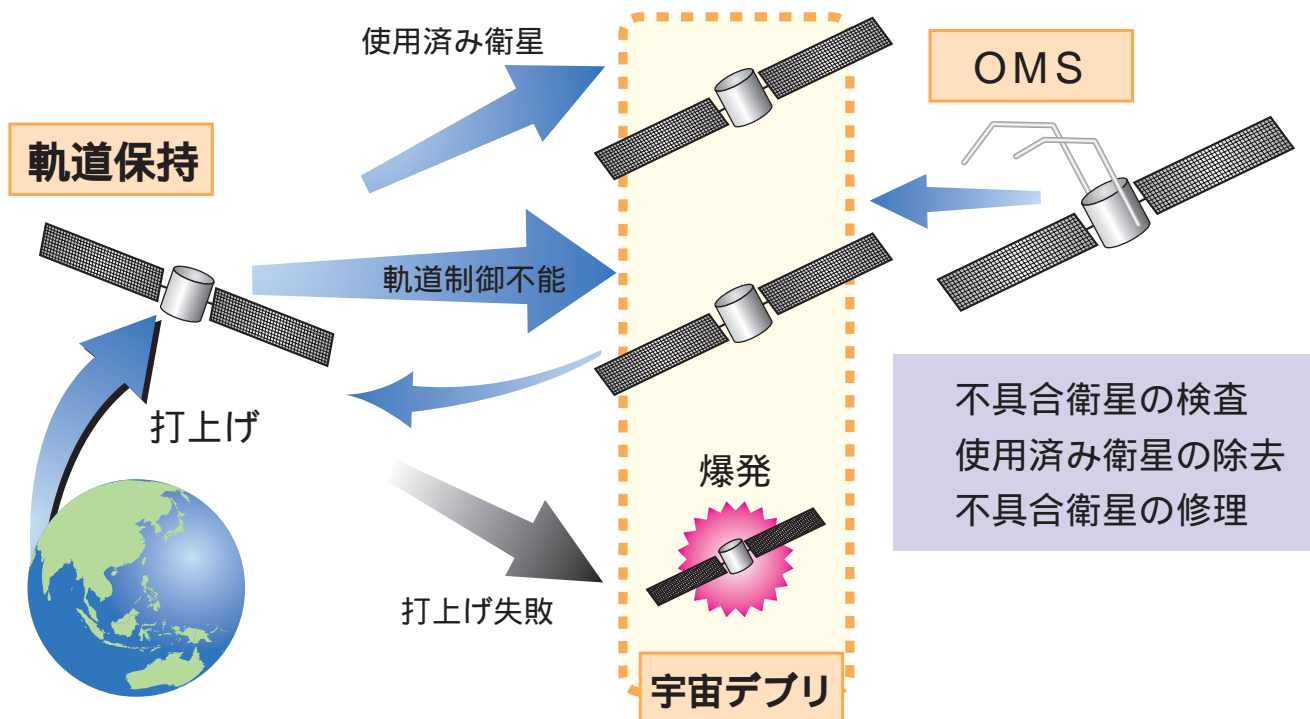 使用済み衛星
OMS
軌道保持
軌道制御不能
打上げ
不具合衛星の検査
使用済み衛星の除去
不具合衛星の修理
爆発
打上げ失敗
宇宙デブリ